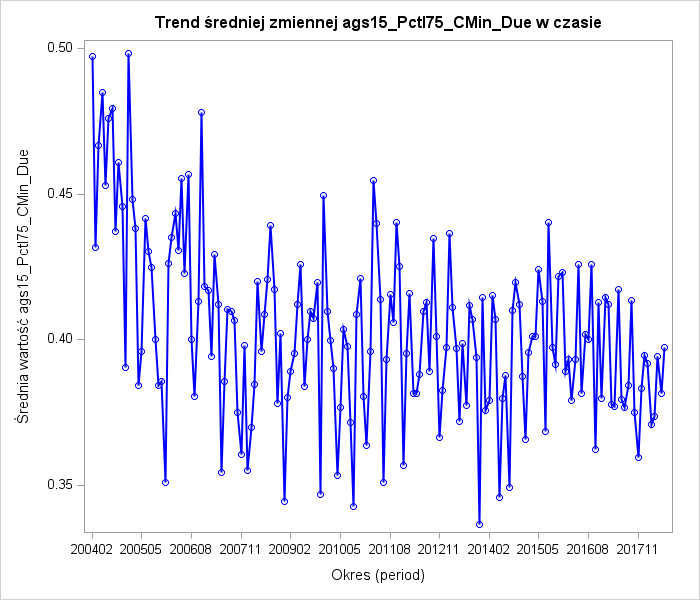 Trend średniej zmiennej ags15_Pctl75_CMin_Due w czasie
0.50
0.45
0.40
0.35
Średnia wartość ags15_Pctl75_CMin_Due
200402 200505 200608 200711 200902 201005 201108 201211 201402 201505 201608 201711
Okres (period)